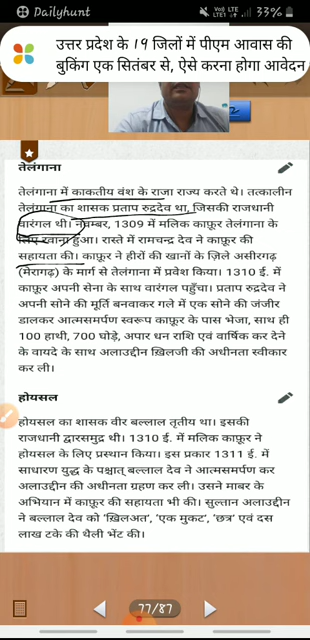 Dailyhunt
Vo) LTE
LTE1
33%
उत्तर प्रदेश के 19 जिलों में पीएम आवास की
बुकिंग एक सितंबर से, ऐसे करना होगा आवेदन
तेलंगाना
तेलंगाना में काकतीय वंश के राजा राज्य करते थे। तत्कालीन
तेलंगाना का शासक प्रताप रुद्रदेव था, जिसकी राजधानी
वारंगल थी। नवम्बर, 1309 में मलिक काफ़ूर तेलंगाना के
लिए रवाना हुआ। रास्ते में रामचन्द्र देव ने काफ़ूर की
सहायता की। काफ़ूर ने हीरों की खानों के ज़िले असीरगढ़
(मेरागढ़) के मार्ग से तेलंगाना में प्रवेश किया। 1310 ई. में
काफ़ूर अपनी सेना के साथ वारंगल पहुँचा। प्रताप रुद्रदेव ने
अपनी सोने की मूर्ति बनवाकर गले में एक सोने की जंजीर
डालकर आत्मसमर्पण स्वरूप काफ़ूर के पास भेजा, साथ ही
100 हाथी, 700 घोड़े, अपार धन राशि एवं वार्षिक कर देने
के वायदे के साथ अलाउद्दीन ख़िलजी की अधीनता स्वीकार
कर ली।
होयसल
होयसल का शासक वीर बल्लाल तृतीय था। इसकी
राजधानी द्वारसमुद्र थी। 1310 ई. में मलिक काफ़ूर ने
होयसल के लिए प्रस्थान किया। इस प्रकार 1311 ई. में
साधारण युद्ध के पश्चात् बल्लाल देव ने आत्मसमर्पण कर
अलाउद्दीन की अधीनता ग्रहण कर ली। उसने माबर के
अभियान में काफ़ूर की सहायता भी की। सुल्तान अलाउद्दीन
ने बल्लाल देव को 'ख़िलअत', 'एक मुकट', 'छत्र' एवं दस
लाख टके की थैली भेंट की।
77/87